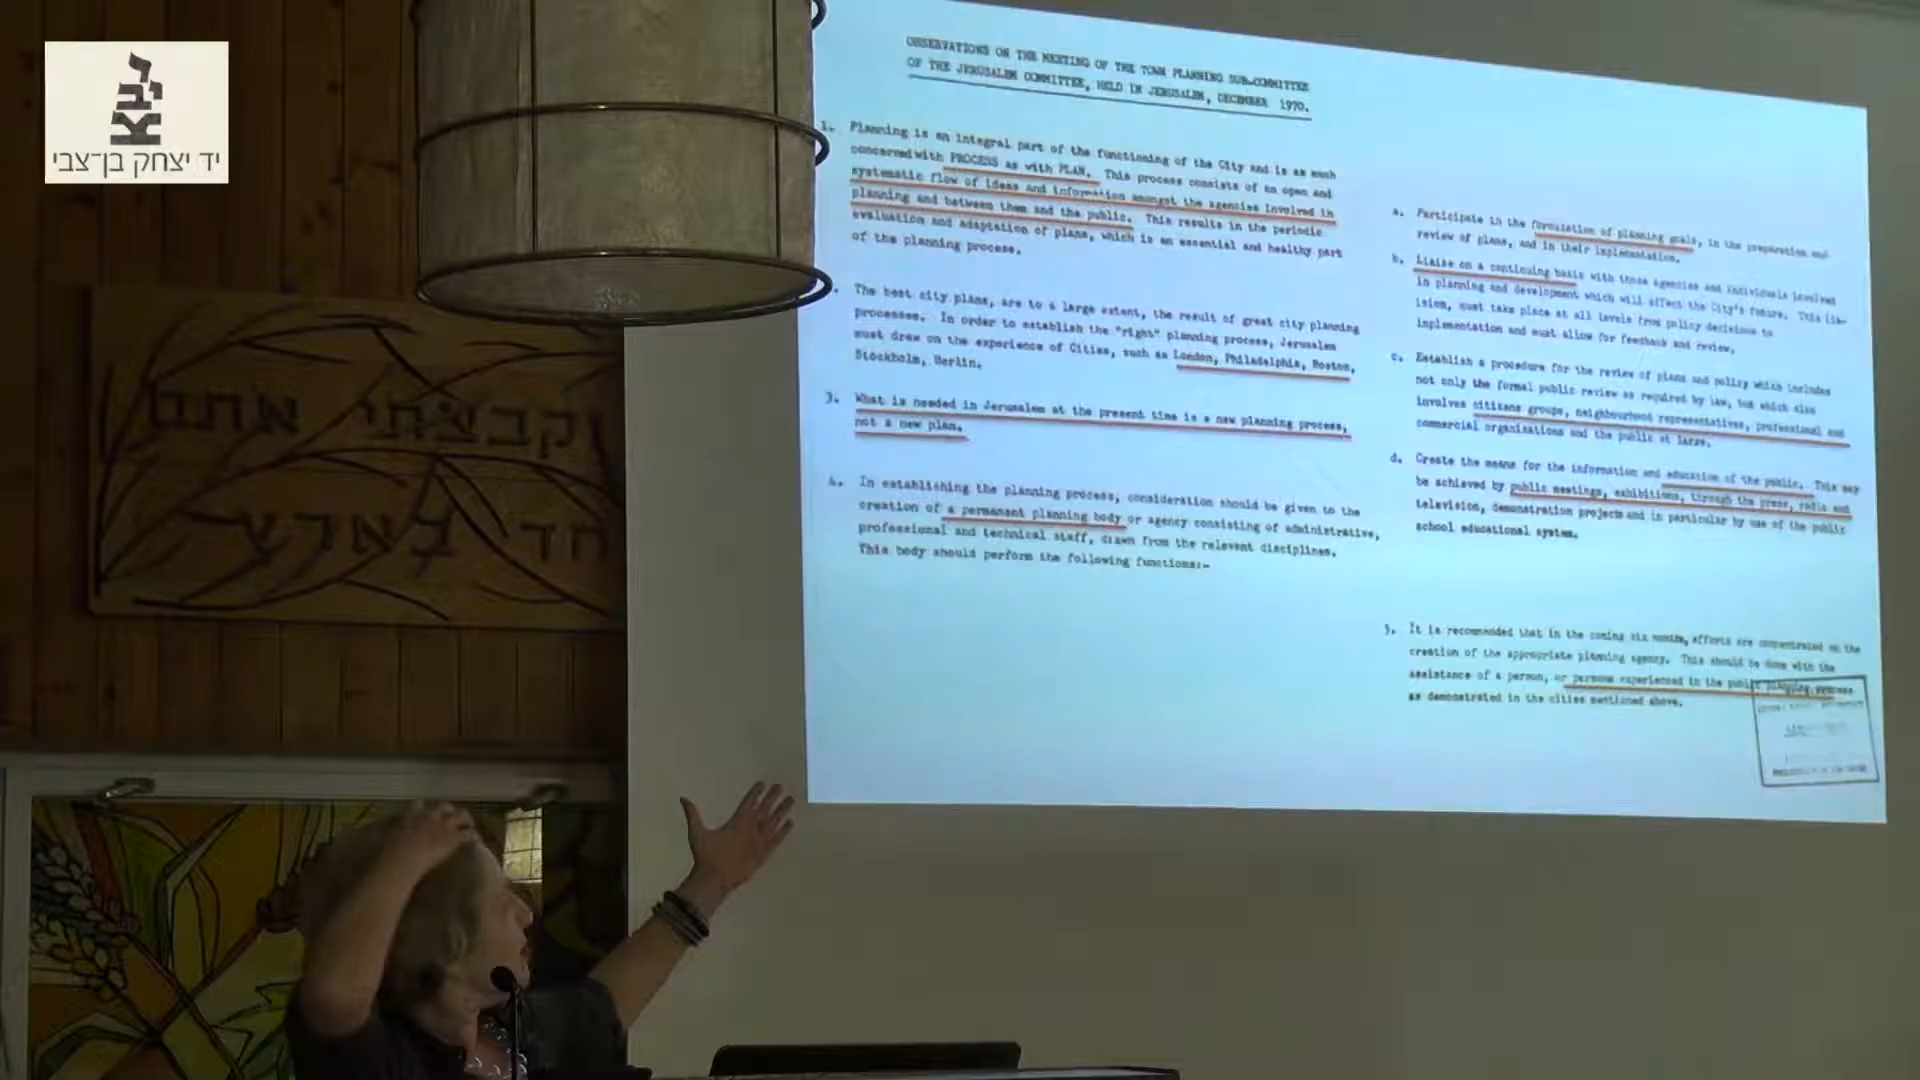 יבצ
יד יצחק בן־צבי
וקבצתי אתם
חד בארץ
OBSERVATIONS ON THE MEETING OF THE TOWN PLANNING SUB-COMMITTEE
OF THE JERUSALEM COMMITTEE, HELD IN JERUSALEM, DECEMBER 1970.
1. Planning is an integral part of the functioning of the City and is as much
concerned with PROCESS as with PLAN. This process consists of an open and
systematic flow of ideas and information amongst the agencies involved in
planning and between them and the public. This results in the periodic
evaluation and adaptation of plans, which is an essential and healthy part
of the planning process.
. The best city plans, are to a large extent, the result of great city planning
processes. In order to establish the "right" planning process, Jerusalem
must draw on the experience of Cities, such as London, Philadelphia, Boston,
Stockholm, Berlin.
3. What is needed in Jerusalem at the present time is a new planning process,
not a new plan.
4. In establishing the planning process, consideration should be given to the
creation of a permanent planning body or agency consisting of administrative,
professional and technical staff, drawn from the relevant disciplines.
This body should perform the following functions:-
a. Participate in the formulation of planning goals, in the preparation and
review of plans, and in their implementation.
b. Liaise on a continuing basis with those agencies and individuals involved
in planning and development which will affect the City's future. This lia-
ision, must take place at all levels from policy decisions to
implementation and must allow for feedback and review.
c. Establish a procedure for the review of plans and policy which includes
not only the formal public review as required by law, but which also
involves citizens groups, neighbourhood representatives, professional and
commercial organizations and the public at large.
d. Create the means for the information and education of the public. This may
be achieved by public meetings, exhibitions, through the press, radio and
television, demonstration projects and in particular by use of the public
school educational system.
5. It is recommended that in the coming six months, efforts are concentrated on the
creation of the appropriate planning agency. This should be done with the
assistance of a person, or persons experienced in the public planning process
as demonstrated in the cities mentioned above.